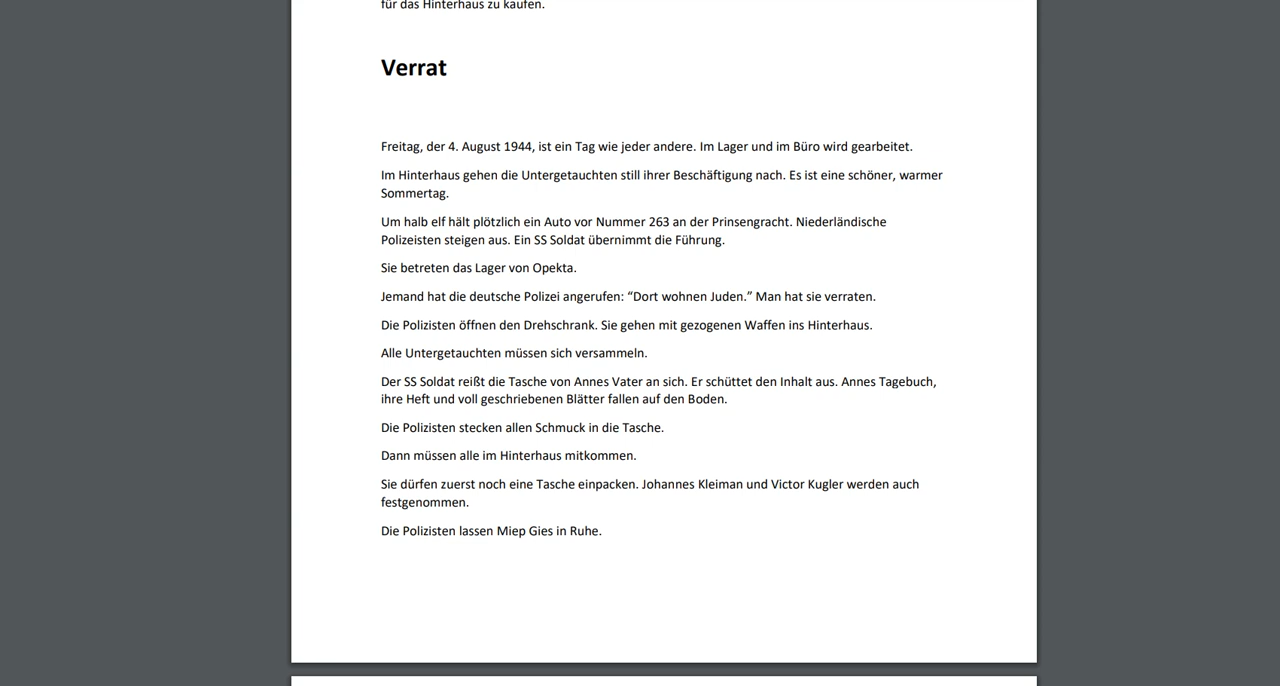 für das Hinterhaus zu kaufen.
Verrat
Freitag, der 4. August 1944, ist ein Tag wie jeder andere. Im Lager und im Büro wird gearbeitet.
Im Hinterhaus gehen die Untergetauchten still ihrer Beschäftigung nach. Es ist eine schöner, warmer
Sommertag.
Um halb elf hält plötzlich ein Auto vor Nummer 263 an der Prinsengracht. Niederländische
Polizeisten steigen aus. Ein SS Soldat übernimmt die Führung.
Sie betreten das Lager von Opekta.
Jemand hat die deutsche Polizei angerufen: “Dort wohnen Juden.” Man hat sie verraten.
Die Polizisten öffnen den Drehschrank. Sie gehen mit gezogenen Waffen ins Hinterhaus.
Alle Untergetauchten müssen sich versammeln.
Der SS Soldat reißt die Tasche von Annes Vater an sich. Er schüttet den Inhalt aus. Annes Tagebuch,
ihre Heft und voll geschriebenen Blätter fallen auf den Boden.
Die Polizisten stecken allen Schmuck in die Tasche.
Dann müssen alle im Hinterhaus mitkommen.
Sie dürfen zuerst noch eine Tasche einpacken. Johannes Kleiman und Victor Kugler werden auch
festgenommen.
Die Polizisten lassen Miep Gies in Ruhe.